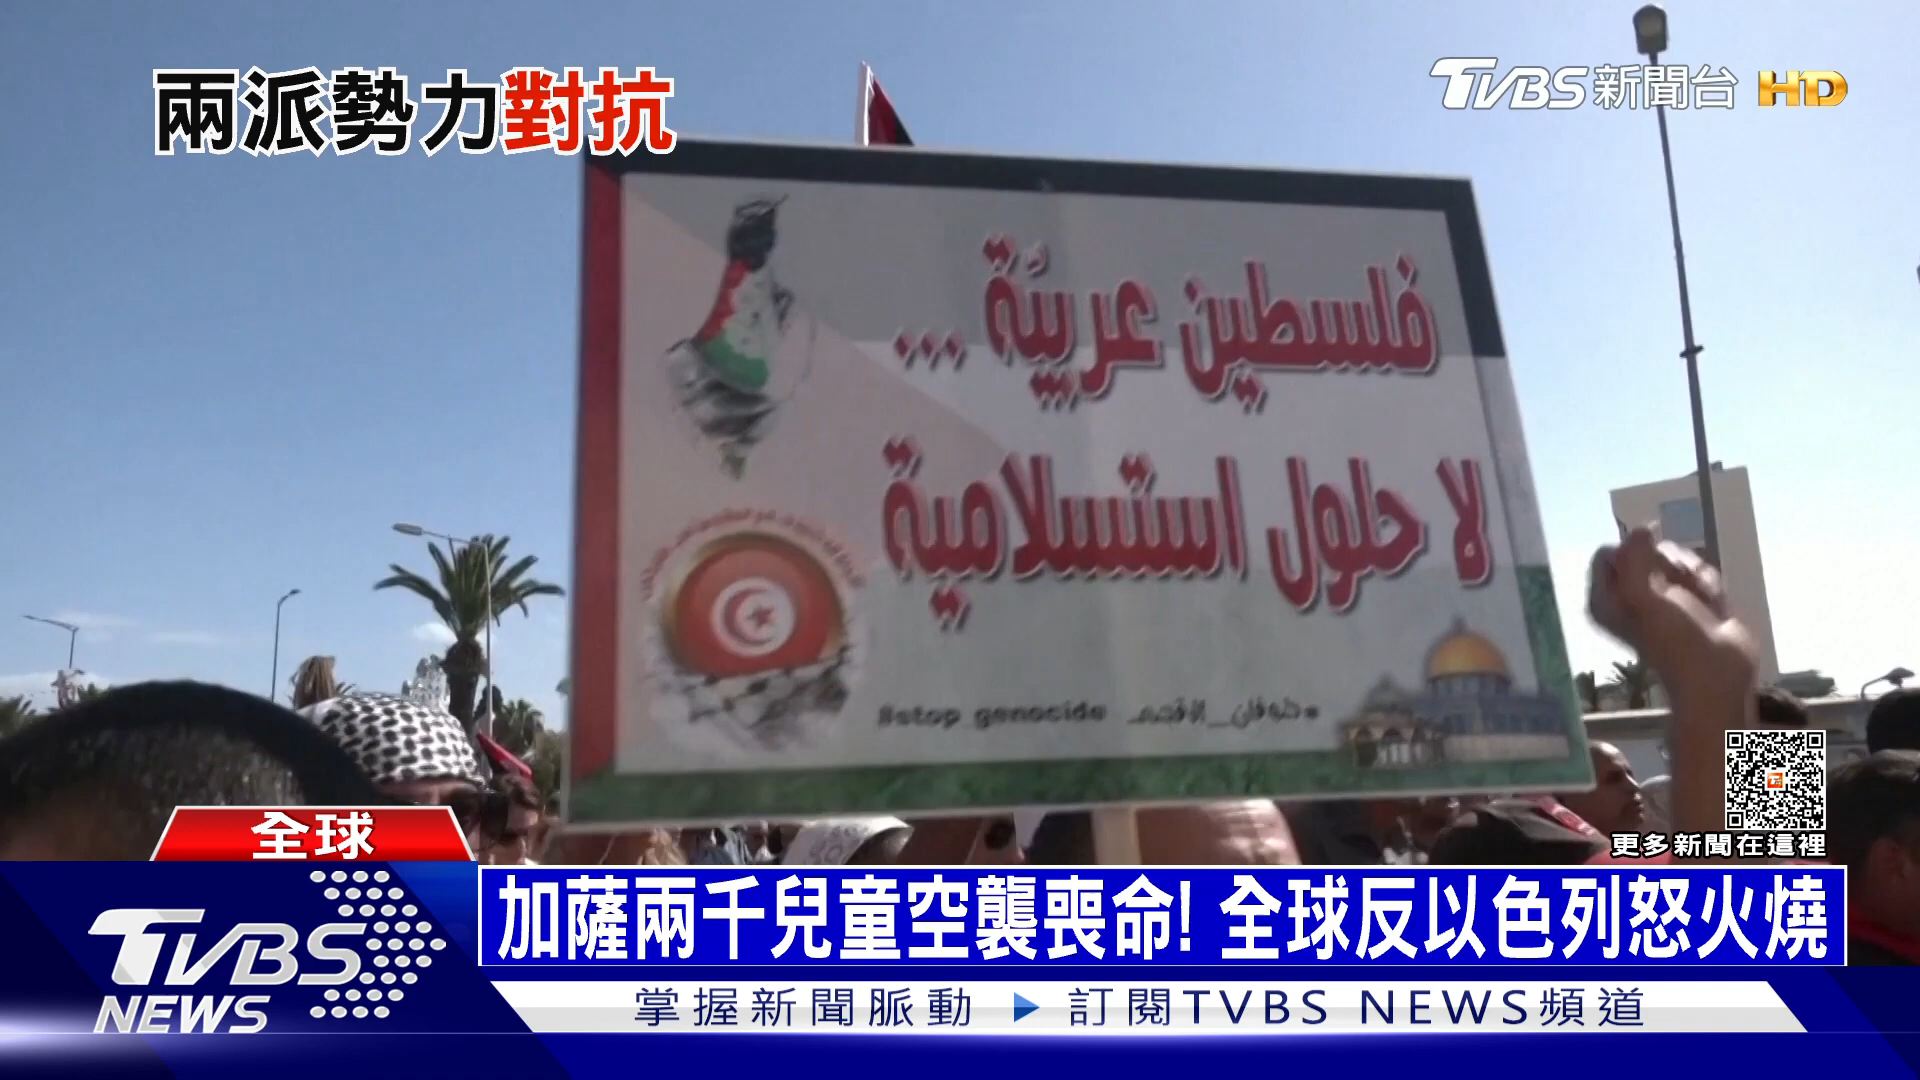 兩派勢力對抗
TVBS新聞台 HD
فلسطين عربيّة ...
لا حلول استسلامية
#stop genocide
更多新聞在這裡
全球
加薩兩千兒童空襲喪命! 全球反以色列怒火燒
TVBS NEWS
掌握新聞脈動 ▶ 訂閱TVBS NEWS頻道